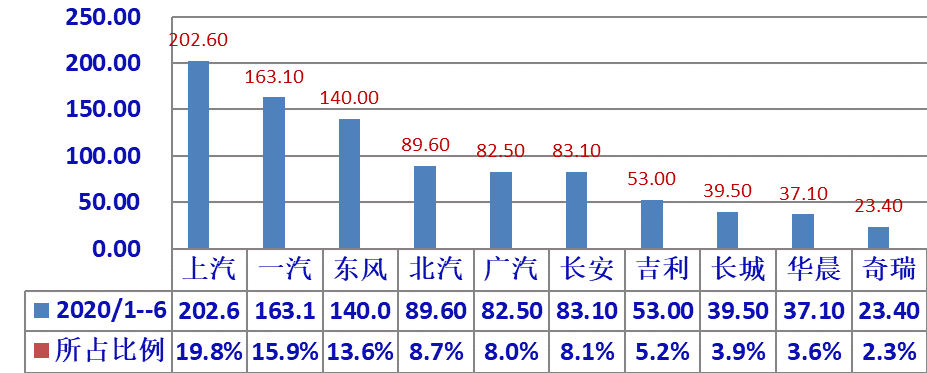 250.00
202.60
200.00
163.10
150.00
140.00
100.00
89.60 82.50 83.10
53.00 39.50 37.10 23.40
50.00
0.00
上汽 一汽 东风 北汽 广汽 长安 吉利 长城 华晨 奇瑞
2020/1--6 202.6 163.1 140.0 89.60 82.50 83.10 53.00 39.50 37.10 23.40
所占比例 19.8% 15.9% 13.6% 8.7% 8.0% 8.1% 5.2% 3.9% 3.6% 2.3%